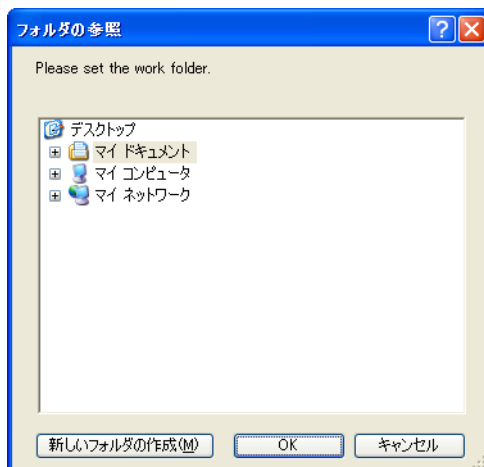 フォルダの参照
Please set the work folder.
デスクトップ
マイ ドキュメント
マイ コンピュータ
マイ ネットワーク
新しいフォルダの作成(M) OK キャンセル